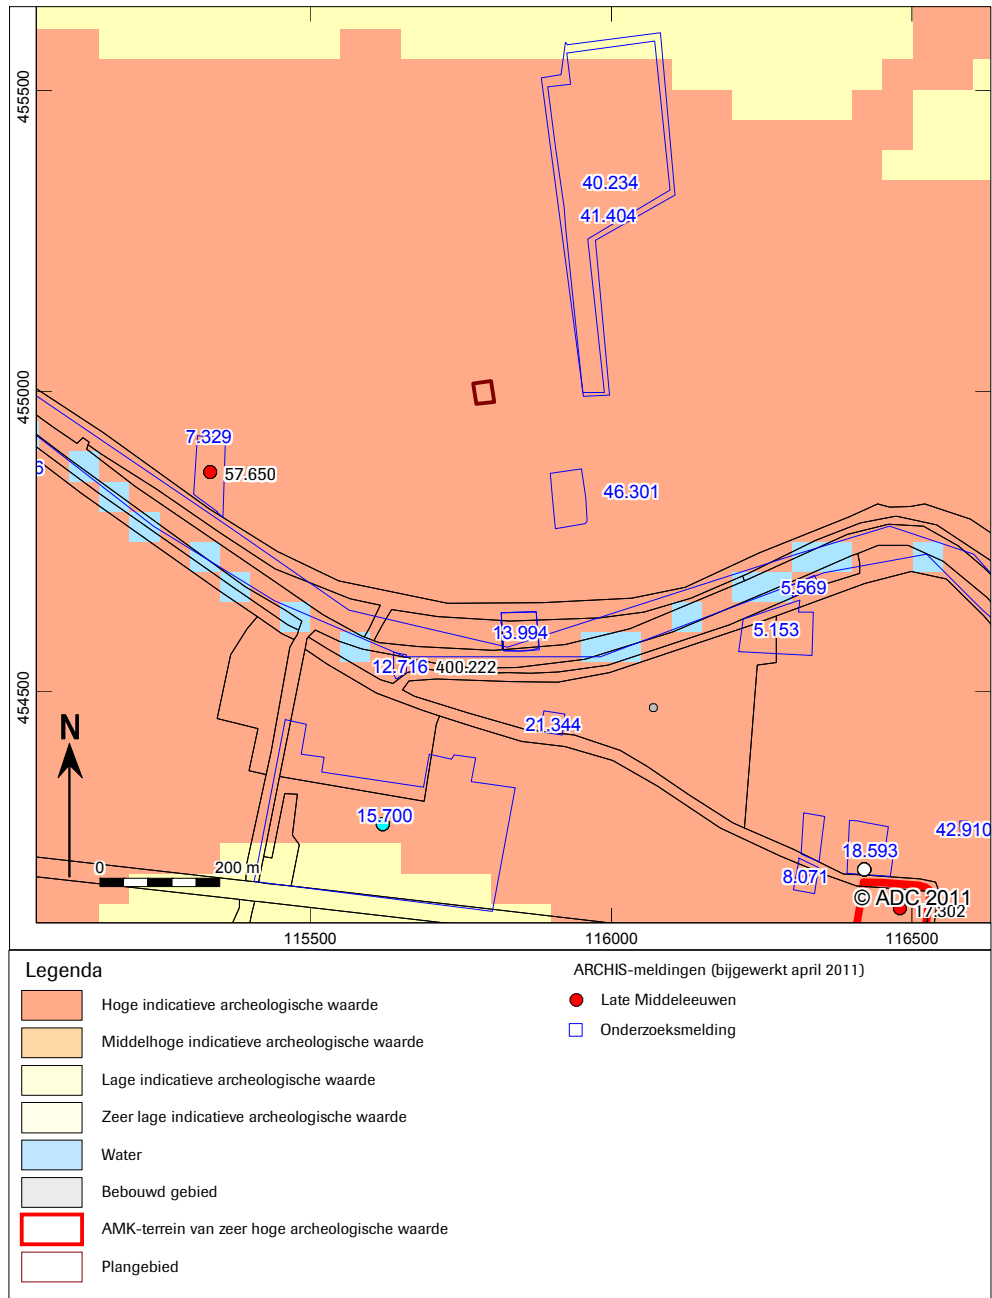 455500
40.234
41.404
455000
7.329
57.650
6
46.301
5.569
13.994
5.153
12.716
400.222
454500
21.344
N
15.700
42.910
18.593
0
200 m
8.071
© ADC 2011
17.302
115500
116000
116500
Legenda
Hoge indicatieve archeologische waarde
Middelhoge indicatieve archeologische waarde
Lage indicatieve archeologische waarde
Zeer lage indicatieve archeologische waarde
Water
Bebouwd gebied
AMK-terrein van zeer hoge archeologische waarde
Plangebied
ARCHIS-meldingen (bijgewerkt april 2011)
Late Middeleeuwen
Onderzoeksmelding